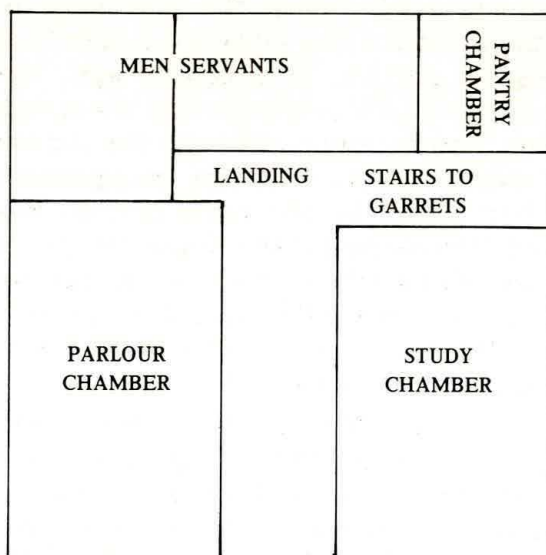 MEN SERVANTS
PANTRY
CHAMBER
LANDING
STAIRS TO
GARRETS
PARLOUR
CHAMBER
STUDY
CHAMBER